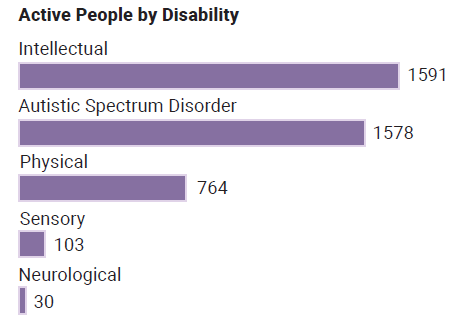 Active People by Disability
Intellectual
1591
Autistic Spectrum Disorder
1578
Physical
764
Sensory
103
Neurological
30